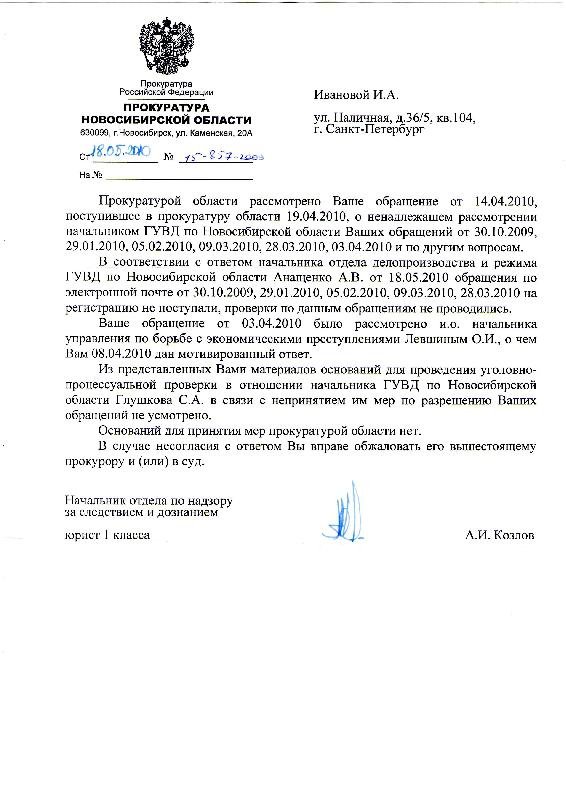 Прокуратура
Российской Федерации
ПРОКУРАТУРА
НОВОСИБИРСКОЙ ОБЛАСТИ
630099, г.Новосибирск, ул. Каменская, 20А
От 18.05.2010 № 15-857-2003
На №
Ивановой И.А.
ул. Наличная, д.36/5, кв.104,
г. Санкт-Петербург
Прокуратурой области рассмотрено Ваше обращение от 14.04.2010,
поступившее в прокуратуру области 19.04.2010, о ненадлежашем рассмотрении
начальником ГУВД по Новосибирской области Ваших обращений от 30.10.2009,
29.01.2010, 05.02.2010, 09.03.2010, 28.03.2010, 03.04.2010 и по другим вопросам.
В соответствии с ответом начальника отдела делопроизводства и режима
ГУВД по Новосибирской области Анащенко А.В. от 18.05.2010 обращения по
электронной почте от 30.10.2009, 29.01.2010, 05.02.2010, 09.03.2010, 28.03.2010 на
регистрацию не поступали, проверки по данным обращениям не проводились.
Ваше обращение от 03.04.2010 было рассмотрено и.о. начальника
управления по борьбе с экономическими преступлениями Левшиным О.И., о чем
Вам 08.04.2010 дан мотивированный ответ.
Из представленных Вами материалов оснований для проведения уголовно-
процессуальной проверки в отношении начальника ГУВД по Новосибирской
области Глушкова С.А. в связи с непринятием им мер по разрешению Ваших
обращений не усмотрено.
Оснований для принятия мер прокуратурой области нет.
В случае несогласия с ответом Вы вправе обжаловать его вышестоящему
прокурору и (или) в суд.
Начальник отдела по надзору
за следствием и дознанием
юрист 1 класса А.И. Козлов